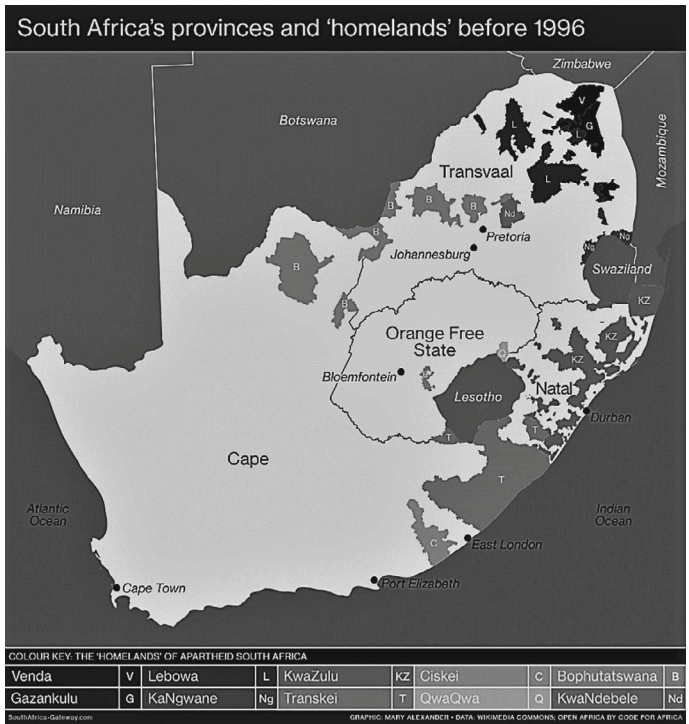 South Africa's provinces and 'homelands' before 1996
Zimbabwe
Botswana
Mozambique
Namibia
V
G
L
L
L
Transvaal
B
B
B
Nd
B
Pretoria
Johannesburg
Ng
Ng
Swaziland
B
KZ
B
Orange Free
State
KZ
Q
KZ
Bloemfontein
B
Lesotho
Natal
Durban
T
T
Cape
T
Atlantic
Ocean
Indian
Ocean
C
East London
Port Elizabeth
Cape Town
COLOUR KEY: THE 'HOMELANDS' OF APARTHEID SOUTH AFRICA
Venda V Lebowa L KwaZulu KZ Ciskei C Bophutatswana B
Gazankulu G KaNgwane Ng Transkei T QwaQwa Q KwaNdebele Nd
SouthAfrica-Gateway.com
GRAPHIC: MARY ALEXANDER • DATA: WIKIMEDIA COMMONS; OPEN AFRICA BY CODE FOR AFRICA.